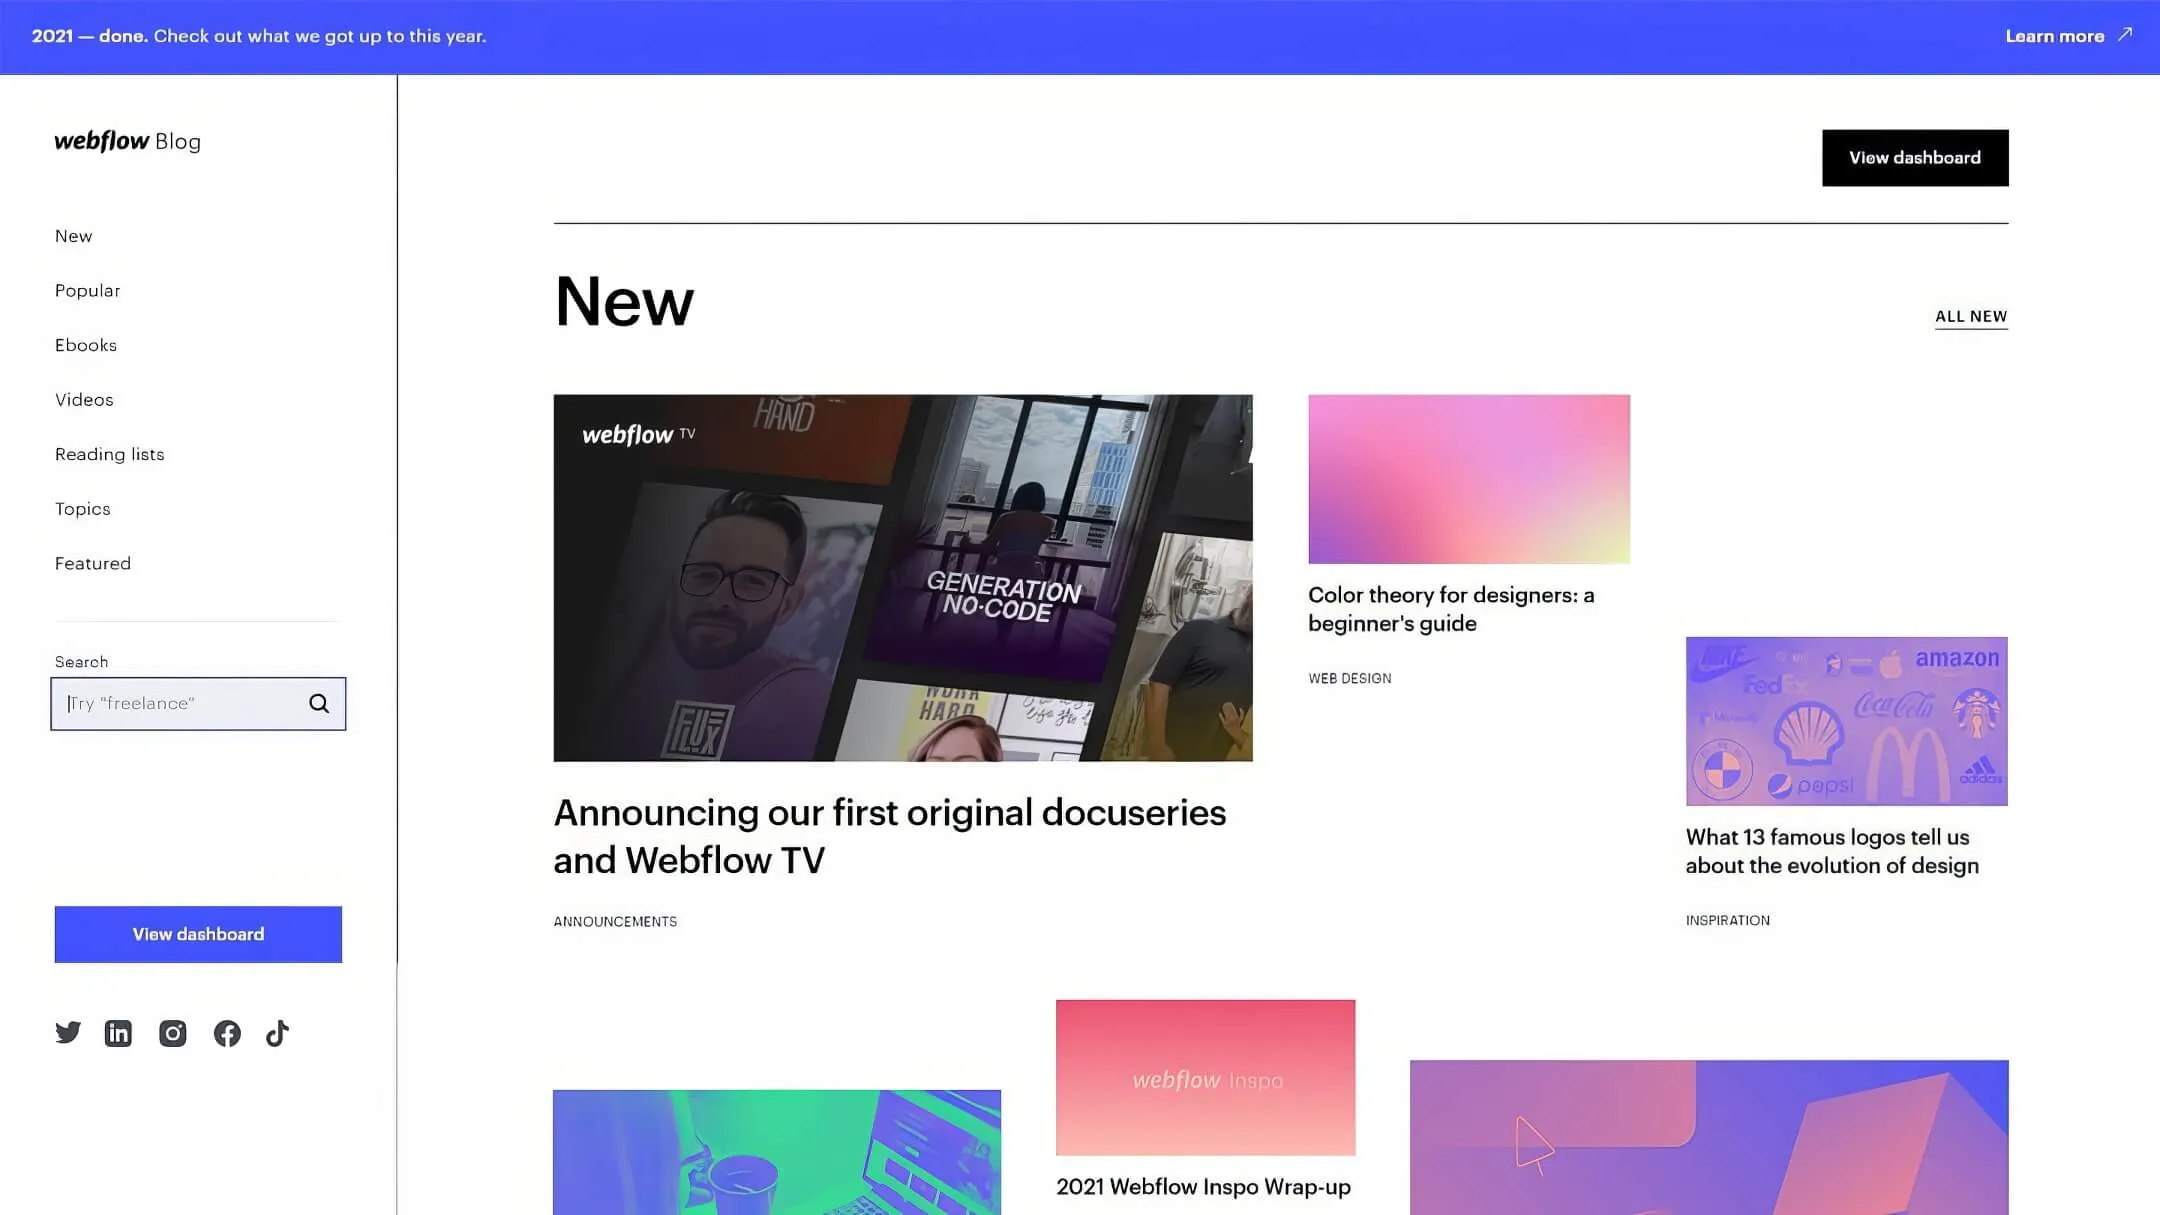 2021 — done. Check out what we got up to this year.
Learn more
webflow Blog
View dashboard
New
Popular
Ebooks
Videos
Reading lists
Topics
Featured
Search
Try "freelance"
View dashboard
New
ALL NEW
HAND
webflow TV
GENERATION
NO-CODE
FLUX
WORK
HARD
Announcing our first original docuseries
and Webflow TV
ANNOUNCEMENTS
Color theory for designers: a
beginner's guide
WEB DESIGN
NIKE
amazon
FedEx
Coca-Cola
pepsi
adidas
What 13 famous logos tell us
about the evolution of design
INSPIRATION
webflow Inspo
2021 Webflow Inspo Wrap-up